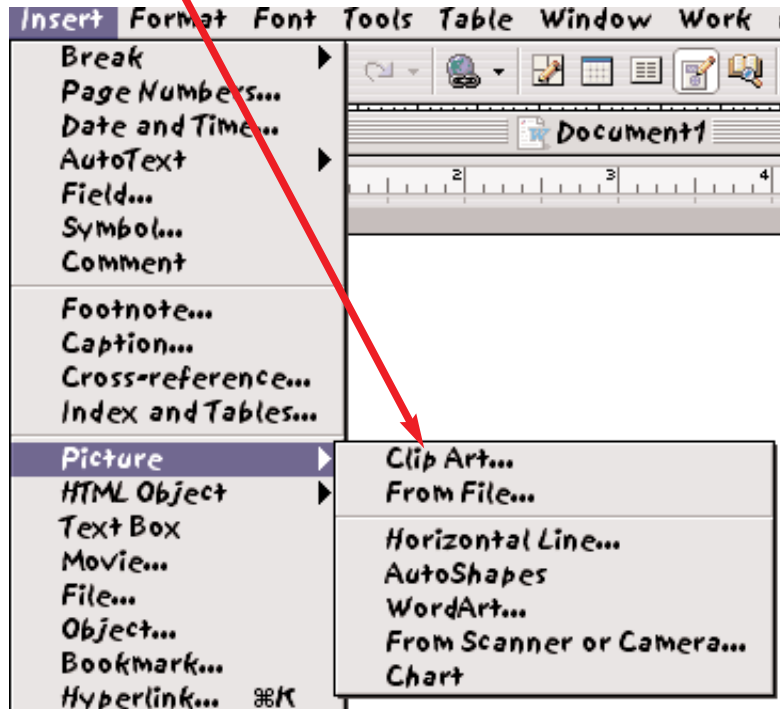 Insert Format Font Tools Table Window Work
Document1
2 3 4
Break
Page Numbers...
Date and Time...
AutoText
Field...
Symbol...
Comment
Footnote...
Caption...
Cross-reference...
Index and Tables...
Picture
HTML Object
Text Box
Movie...
File...
Object...
Bookmark...
Hyperlink... ⌘K
Clip Art...
From File...
Horizontal Line...
AutoShapes
WordArt...
From Scanner or Camera...
Chart